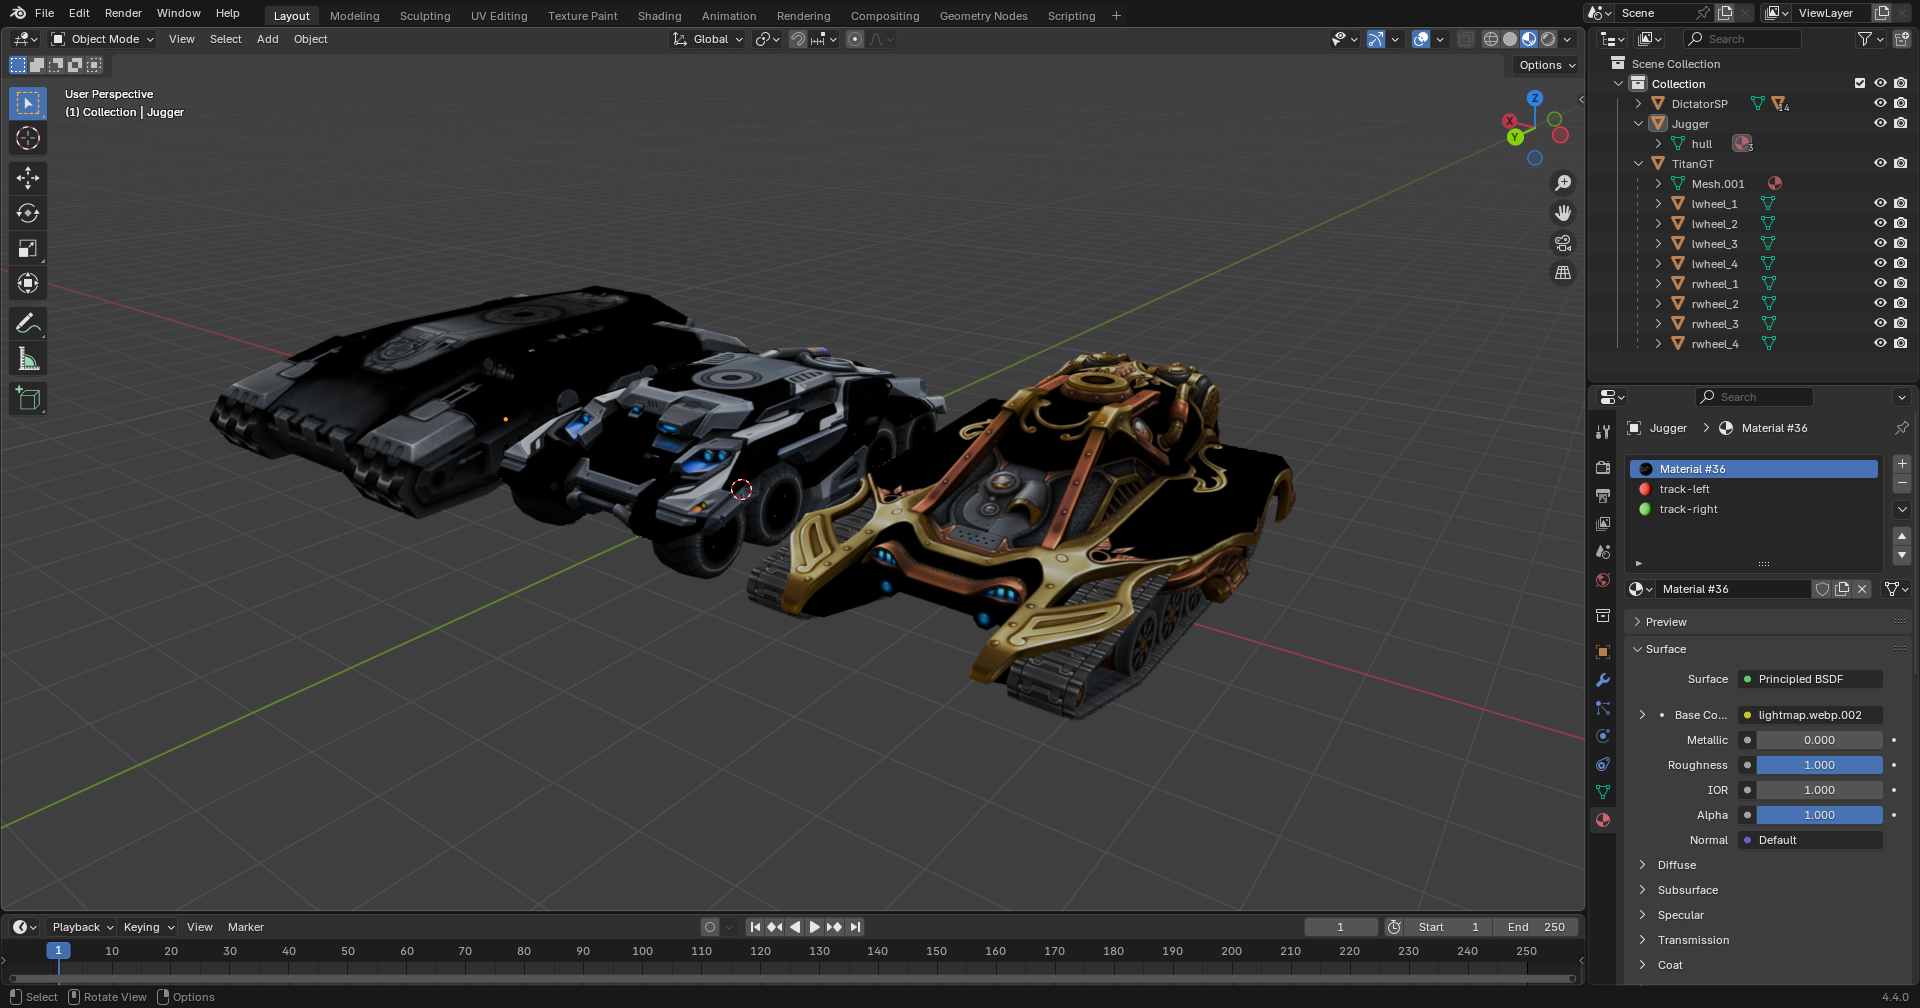 File Edit Render Window Help Layout Modeling Sculpting UV Editing Texture Paint Shading Animation Rendering Compositing Geometry Nodes Scripting + Scene ViewLayer
Object Mode View Select Add Object Global Search
Options
User Perspective
(1) Collection | Jugger
Z
X
Y
Scene Collection
Collection
DictatorSP 14
Jugger
hull 3
TitanGT
Mesh.001
lwheel_1
lwheel_2
lwheel_3
lwheel_4
rwheel_1
rwheel_2
rwheel_3
rwheel_4
Search
Jugger Material #36
Material #36
track-left
track-right
Material #36
Preview
Surface
Surface Principled BSDF
Base Co... lightmap.webp.002
Metallic 0.000
Roughness 1.000
IOR 1.000
Alpha 1.000
Normal Default
Diffuse
Subsurface
Specular
Transmission
Coat
Playback Keying View Marker 1 Start 1 End 250
1 10 20 30 40 50 60 70 80 90 100 110 120 130 140 150 160 170 180 190 200 210 220 230 240 250
Select Rotate View Options 4.4.0